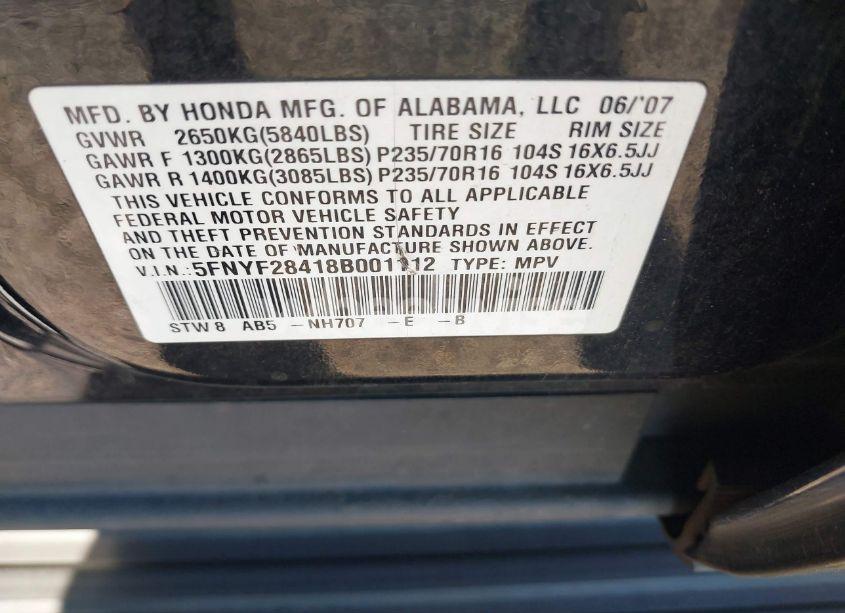 MFD. BY HONDA MFG. OF ALABAMA, LLC 06/'07
GVWR 2650KG(5840LBS) TIRE SIZE RIM SIZE
GAWR F 1300KG(2865LBS) P235/70R16 104S 16X6.5JJ
GAWR R 1400KG(3085LBS) P235/70R16 104S 16X6.5JJ
THIS VEHICLE CONFORMS TO ALL APPLICABLE
FEDERAL MOTOR VEHICLE SAFETY
AND THEFT PREVENTION STANDARDS IN EFFECT
ON THE DATE OF MANUFACTURE SHOWN ABOVE.
V.I.N.: 5FNYF28418B001112 TYPE: MPV
STW 8 AB5 -NH707 -E -B